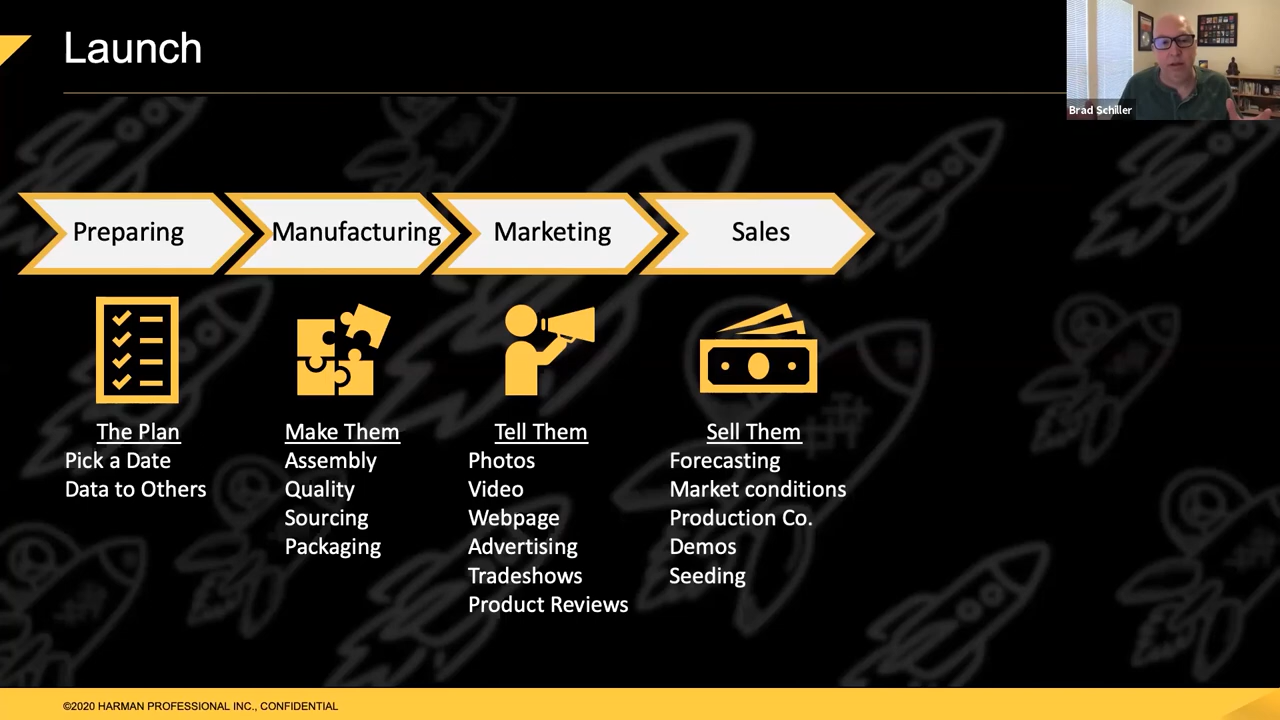 Launch
Brad Schiller
Preparing
Manufacturing
Marketing
Sales
The Plan
Pick a Date
Data to Others
Make Them
Assembly
Quality
Sourcing
Packaging
Tell Them
Photos
Video
Webpage
Advertising
Tradeshows
Product Reviews
Sell Them
Forecasting
Market conditions
Production Co.
Demos
Seeding
©2020 HARMAN PROFESSIONAL INC., CONFIDENTIAL